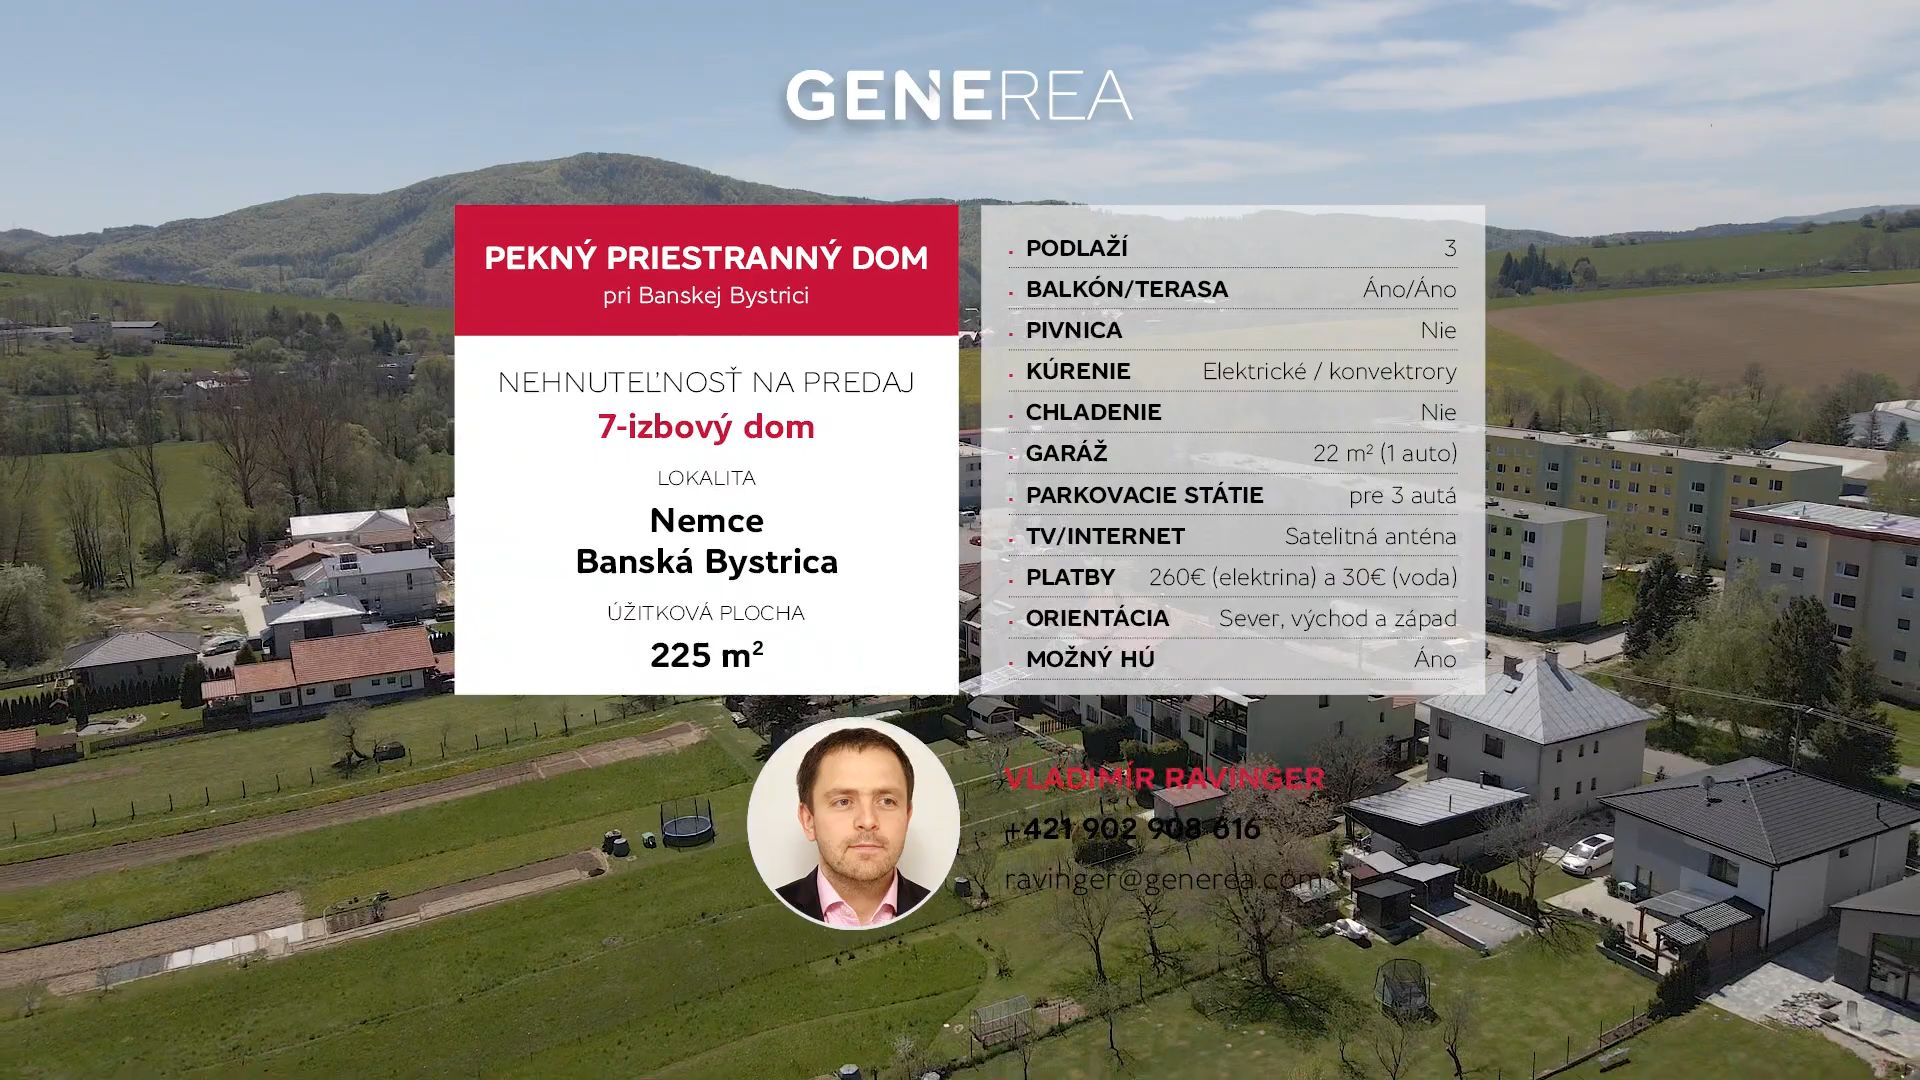 GENEREA
PEKNÝ PRIESTRANNÝ DOM
pri Banskej Bystrici
NEHNUTEĽNOSŤ NA PREDAJ
7-izbový dom
LOKALITA
Nemce
Banská Bystrica
ÚŽITKOVÁ PLOCHA
225 m²
PODLAŽÍ 3
BALKÓN/TERASA Áno/Áno
PIVNICA Nie
KÚRENIE Elektrické / konvektrory
CHLADENIE Nie
GARÁŽ 22 m² (1 auto)
PARKOVACIE STÁTIE pre 3 autá
TV/INTERNET Satelitná anténa
PLATBY 260€ (elektrina) a 30€ (voda)
ORIENTÁCIA Sever, východ a západ
MOŽNÝ HÚ Áno
VLADIMÍR RAVINGER
+421 902 908 616
ravinger@generea.com